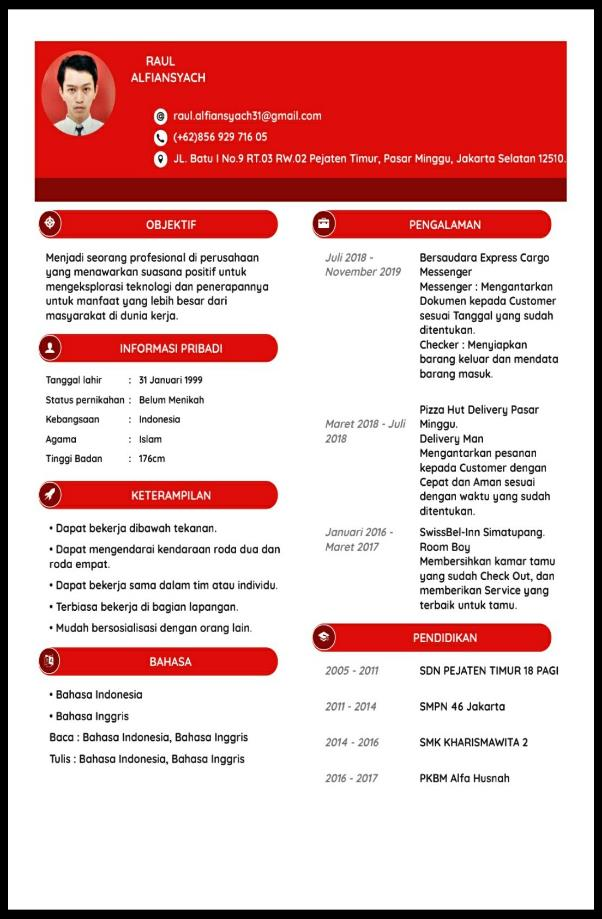 RAUL
ALFIANSYACH
raul.alfiansyach31@gmail.com
(+62)856 929 716 05
JL. Batu I No.9 RT.03 RW.02 Pejaten Timur, Pasar Minggu, Jakarta Selatan 12510.
OBJEKTIF
Menjadi seorang profesional di perusahaan
yang menawarkan suasana positif untuk
mengeksplorasi teknologi dan penerapannya
untuk manfaat yang lebih besar dari
masyarakat di dunia kerja.
INFORMASI PRIBADI
Tanggal lahir : 31 Januari 1999
Status pernikahan : Belum Menikah
Kebangsaan : Indonesia
Agama : Islam
Tinggi Badan : 176cm
KETERAMPILAN
• Dapat bekerja dibawah tekanan.
• Dapat mengendarai kendaraan roda dua dan
roda empat.
• Dapat bekerja sama dalam tim atau individu.
• Terbiasa bekerja di bagian lapangan.
• Mudah bersosialisasi dengan orang lain.
BAHASA
• Bahasa Indonesia
• Bahasa Inggris
Baca : Bahasa Indonesia, Bahasa Inggris
Tulis : Bahasa Indonesia, Bahasa Inggris
PENGALAMAN
Juli 2018 -
November 2019
Bersaudara Express Cargo
Messenger
Messenger : Mengantarkan
Dokumen kepada Customer
sesuai Tanggal yang sudah
ditentukan.
Checker : Menyiapkan
barang keluar dan mendata
barang masuk.
Maret 2018 - Juli
2018
Pizza Hut Delivery Pasar
Minggu.
Delivery Man
Mengantarkan pesanan
kepada Customer dengan
Cepat dan Aman sesuai
dengan waktu yang sudah
ditentukan.
Januari 2016 -
Maret 2017
SwissBel-Inn Simatupang.
Room Boy
Membersihkan kamar tamu
yang sudah Check Out, dan
memberikan Service yang
terbaik untuk tamu.
PENDIDIKAN
2005 - 2011 SDN PEJATEN TIMUR 18 PAGI
2011 - 2014 SMPN 46 Jakarta
2014 - 2016 SMK KHARISMAWITA 2
2016 - 2017 PKBM Alfa Husnah